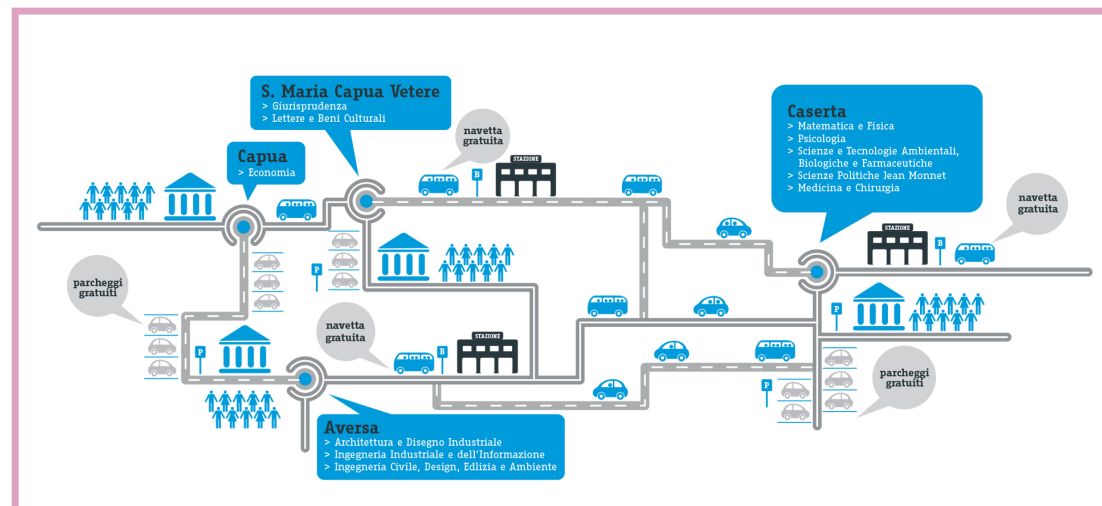 S. Maria Capua Vetere
> Giurisprudenza
> Lettere e Beni Culturali
Capua
> Economia
navetta
gratuita
B
STAZIONE
Caserta
> Matematica e Fisica
> Psicologia
> Scienze e Tecnologie Ambientali,
Biologiche e Farmaceutiche
> Scienze Politiche Jean Monnet
> Medicina e Chirurgia
navetta
gratuita
STAZIONE
B
P
parcheggi
gratuiti
P
navetta
gratuita
P
B
STAZIONE
P
parcheggi
gratuiti
Aversa
> Architettura e Disegno Industriale
> Ingegneria Industriale e dell'Informazione
> Ingegneria Civile, Design, Edlizia e Ambiente